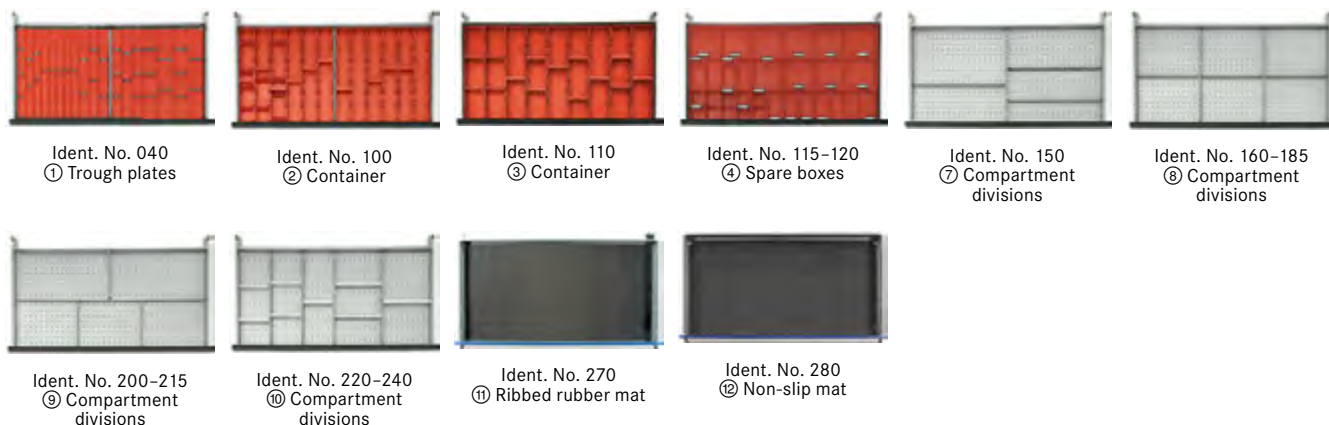 Ident. No. 040
① Trough plates
Ident. No. 100
② Container
Ident. No. 110
③ Container
Ident. No. 115–120
④ Spare boxes
Ident. No. 150
⑦ Compartment
divisions
Ident. No. 160–185
⑧ Compartment
divisions
Ident. No. 200–215
⑨ Compartment
divisions
Ident. No. 220–240
⑩ Compartment
divisions
Ident. No. 270
⑪ Ribbed rubber mat
Ident. No. 280
⑫ Non-slip mat